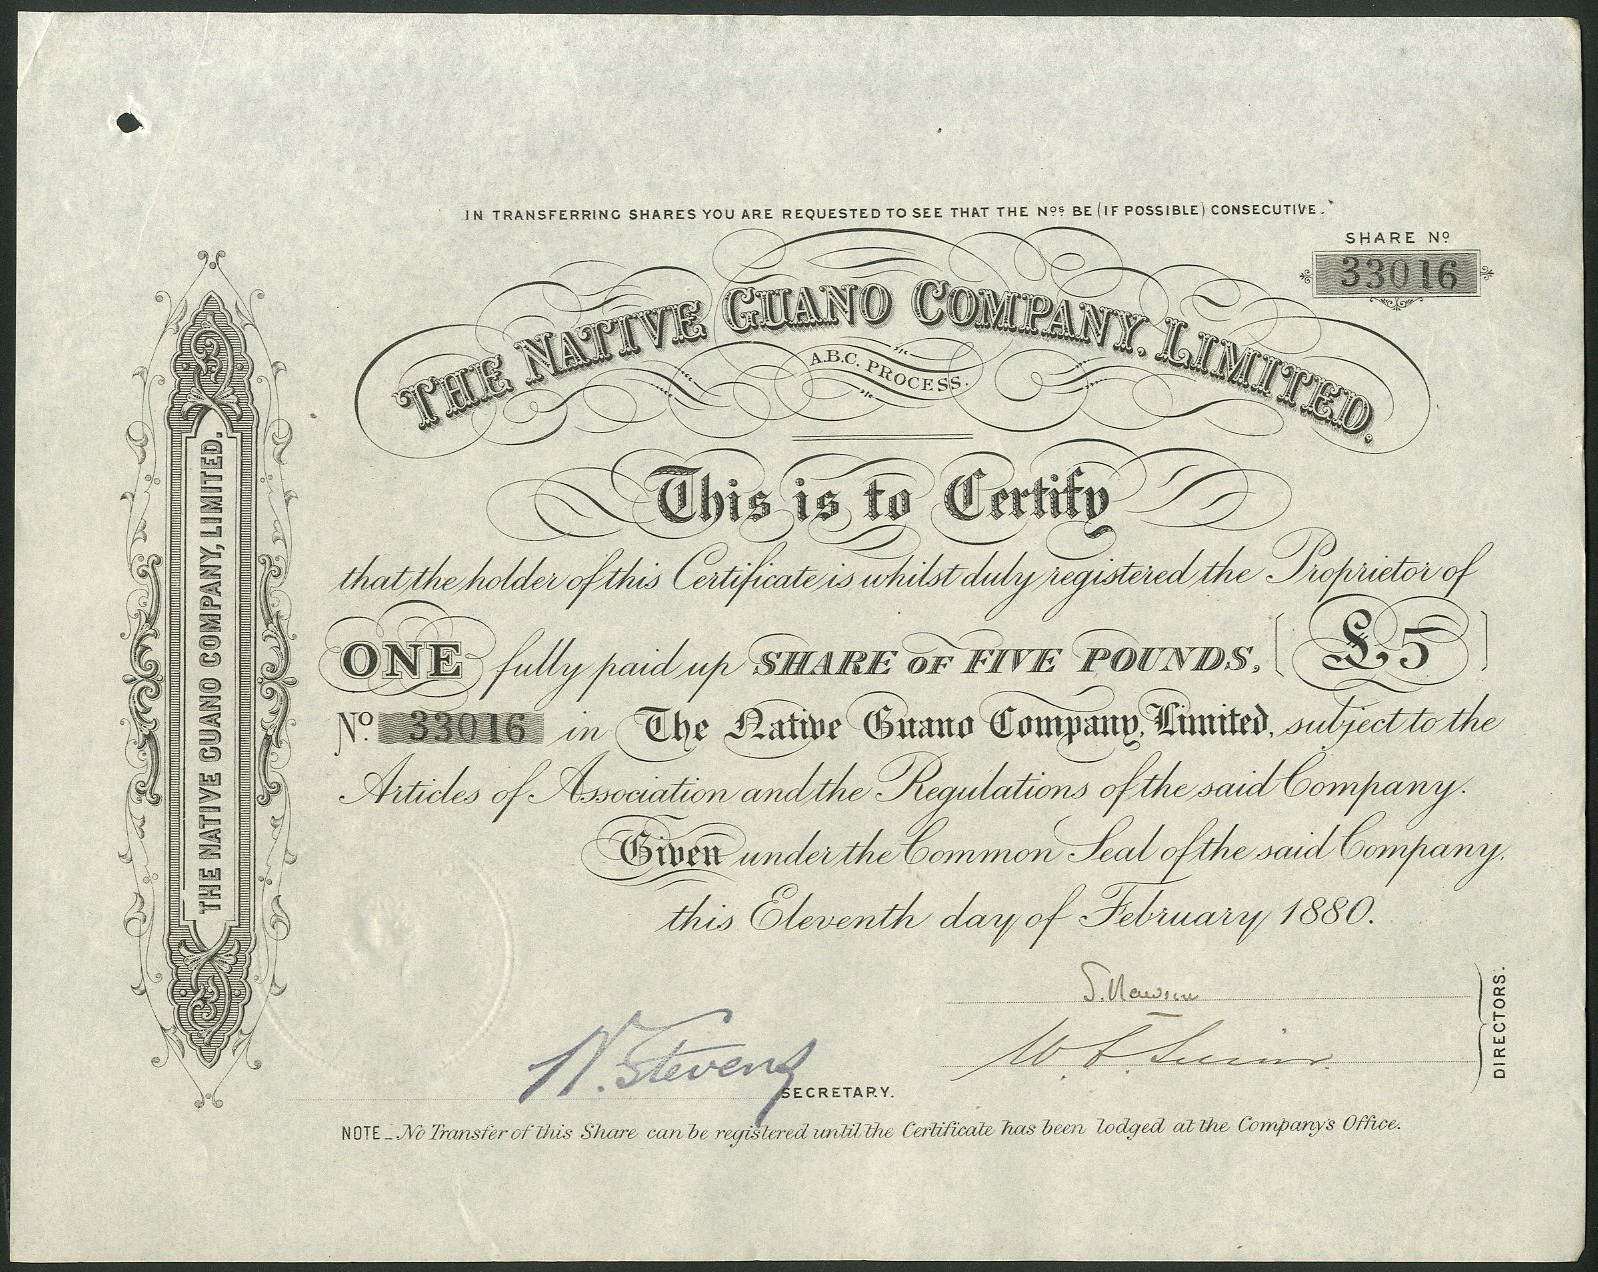 IN TRANSFERRING SHARES YOU ARE REQUESTED TO SEE THAT THE Nos BE (IF POSSIBLE) CONSECUTIVE.
SHARE No
33016
THE NATIVE GUANO COMPANY, LIMITED.
A.B.C. PROCESS.
This is to Certify
that the holder of this Certificate is whilst duly registered the Proprietor of
ONE fully paid up SHARE OF FIVE POUNDS, [£5]
No. 33016 in The Native Guano Company, Limited, subject to the
Articles of Association and the Regulations of the said Company.
Given under the Common Seal of the said Company,
this Eleventh day of February 1880.
DIRECTORS.
N. Stevens
SECRETARY.
NOTE_ No Transfer of this Share can be registered until the Certificate has been lodged at the Company's Office.
THE NATIVE GUANO COMPANY, LIMITED.